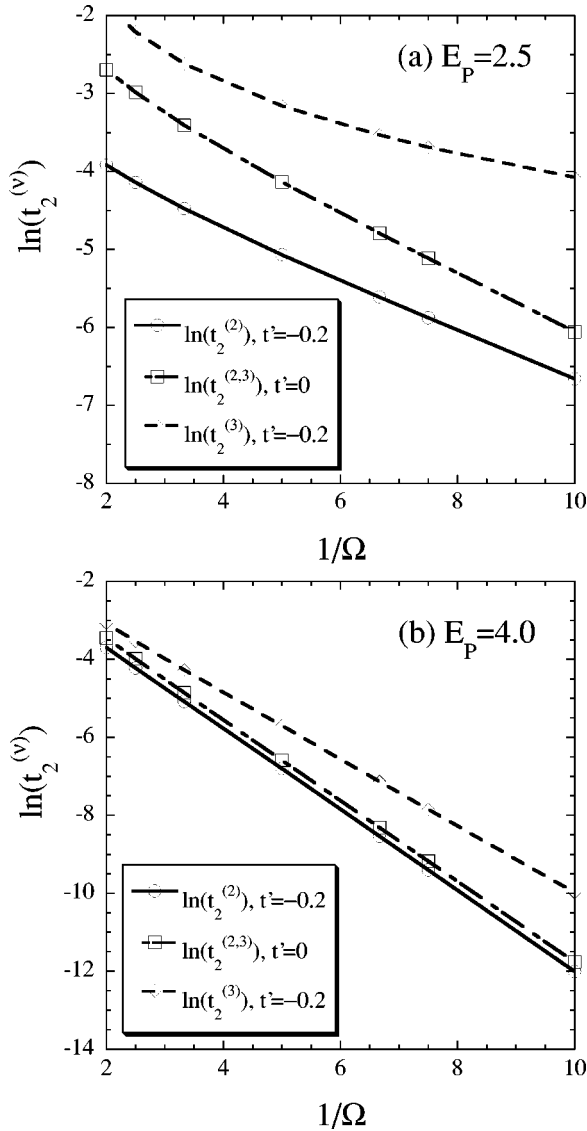 -2
(a) E_P=2.5
-3
-4
ln(t_2^(ν))
-5
-6
ln(t_2^(2)), t'=−0.2
ln(t_2^(2,3)), t'=0
ln(t_2^(3)), t'=−0.2
-7
-8
2 4 6 8 10
1/Ω
-2
(b) E_P=4.0
-4
-6
ln(t_2^(ν))
-8
-10
ln(t_2^(2)), t'=−0.2
ln(t_2^(2,3)), t'=0
ln(t_2^(3)), t'=−0.2
-12
-14
2 4 6 8 10
1/Ω